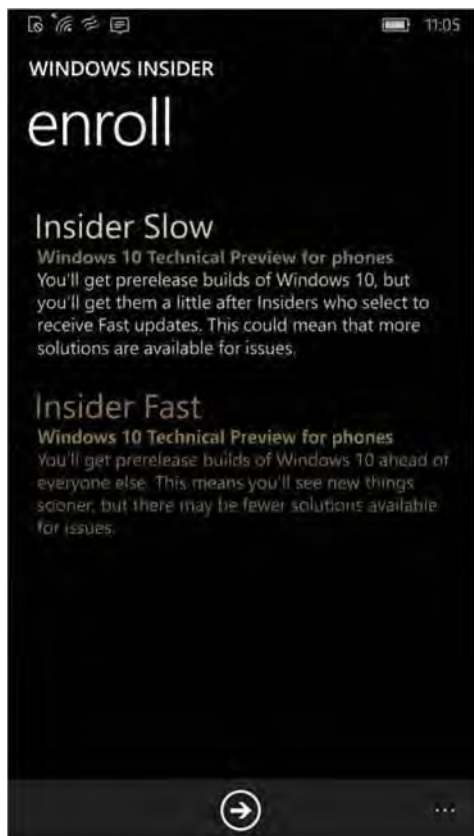 11:05
WINDOWS INSIDER
enroll
Insider Slow
Windows 10 Technical Preview for phones
You'll get prerelease builds of Windows 10, but
you'll get them a little after Insiders who select to
receive Fast updates. This could mean that more
solutions are available for issues.
Insider Fast
Windows 10 Technical Preview for phones
You'll get prerelease builds of Windows 10 ahead of
everyone else. This means you'll see new things
sooner, but there may be fewer solutions available
for issues.
...